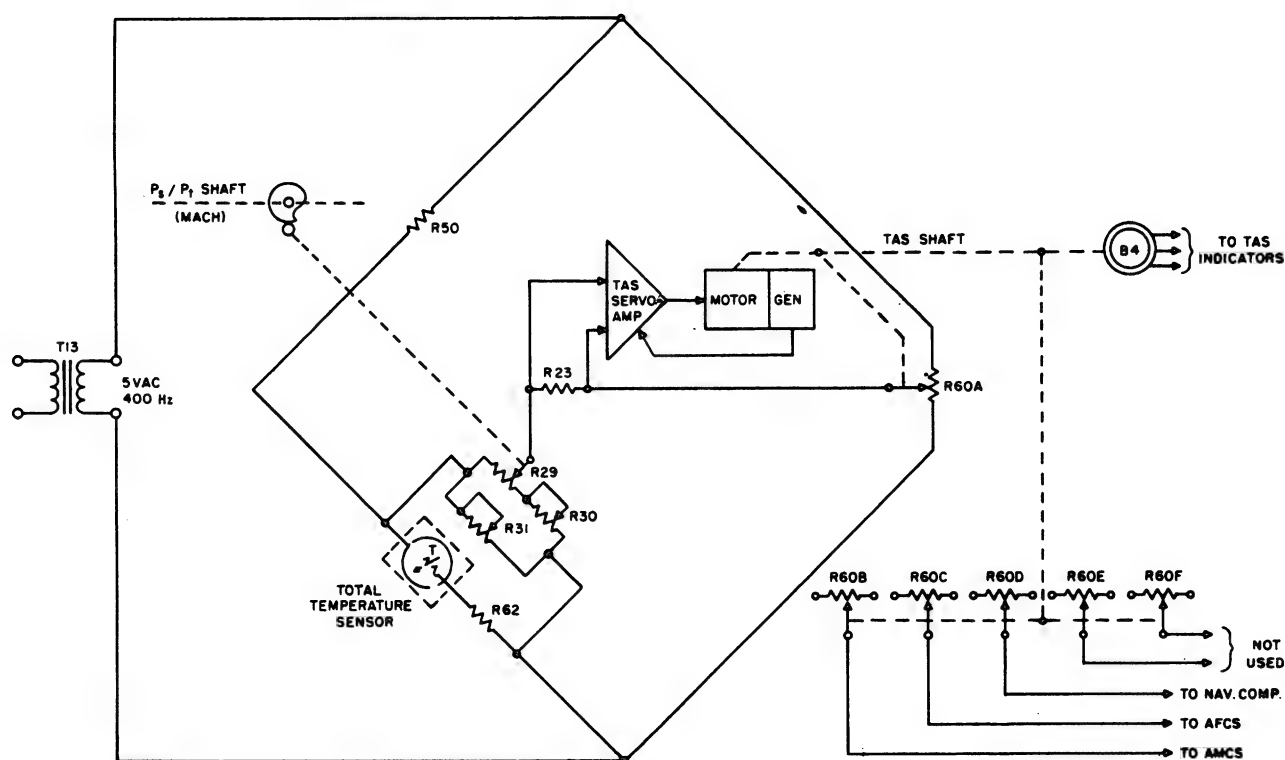 Ps / Pt SHAFT
(MACH)
R50
TAS SHAFT
B4
TO TAS
INDICATORS
TAS
SERVO
AMP
MOTOR
GEN
T13
5VAC
400 Hz
R23
R60A
R29
R31
R30
T
TOTAL
TEMPERATURE
SENSOR
R62
R60B
R60C
R60D
R60E
R60F
NOT
USED
TO NAV. COMP.
TO AFCS
TO AMCS